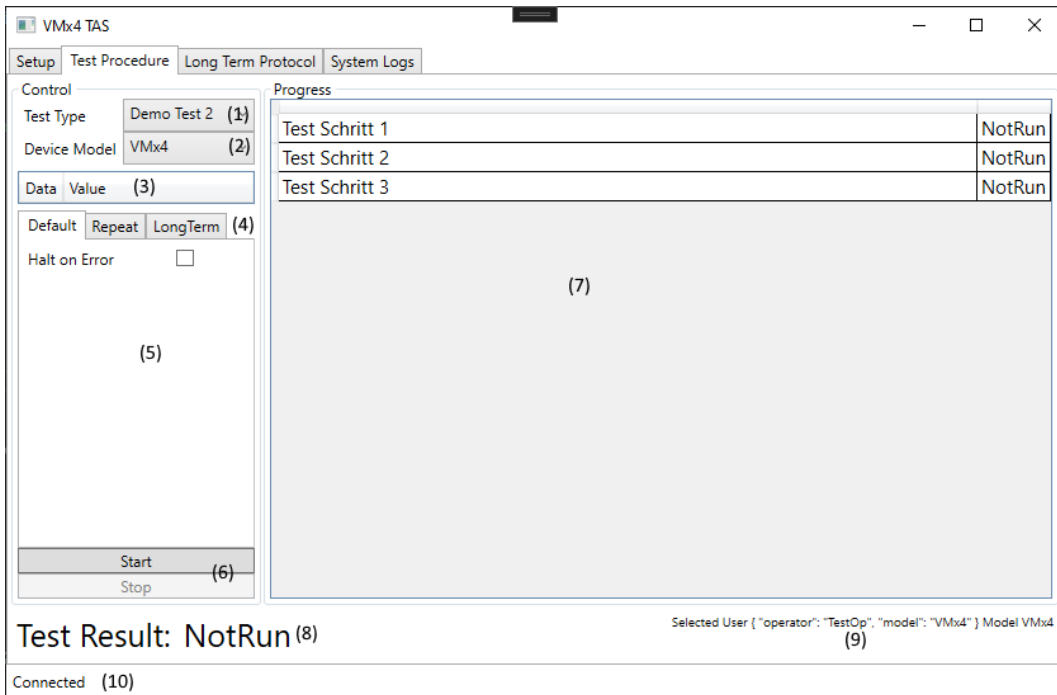 VMx4 TAS
Setup Test Procedure Long Term Protocol System Logs
Control
Test Type Demo Test 2 (1)
Device Model VMx4 (2)
Data Value (3)
Default Repeat LongTerm (4)
Halt on Error
(5)
Start
(6)
Stop
Progress
Test Schritt 1 NotRun
Test Schritt 2 NotRun
Test Schritt 3 NotRun
(7)
Test Result: NotRun (8)
Selected User { "operator": "TestOp", "model": "VMx4" } Model VMx4
(9)
Connected (10)